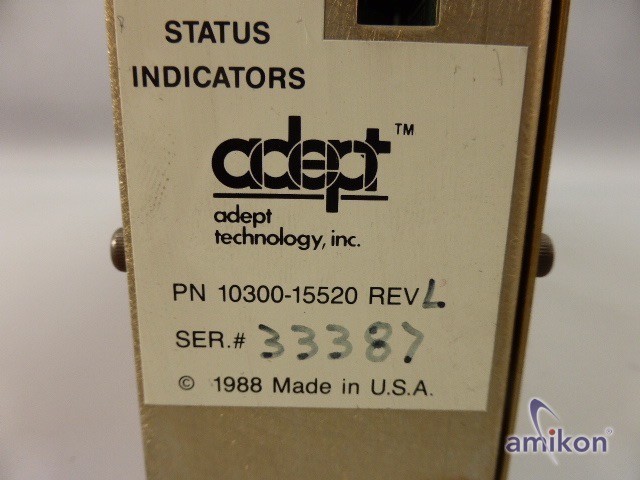 STATUS
INDICATORS
adept™
adept
technology, inc.
PN 10300-15520 REV L
SER.# 33387
© 1988 Made in U.S.A.
amikon®